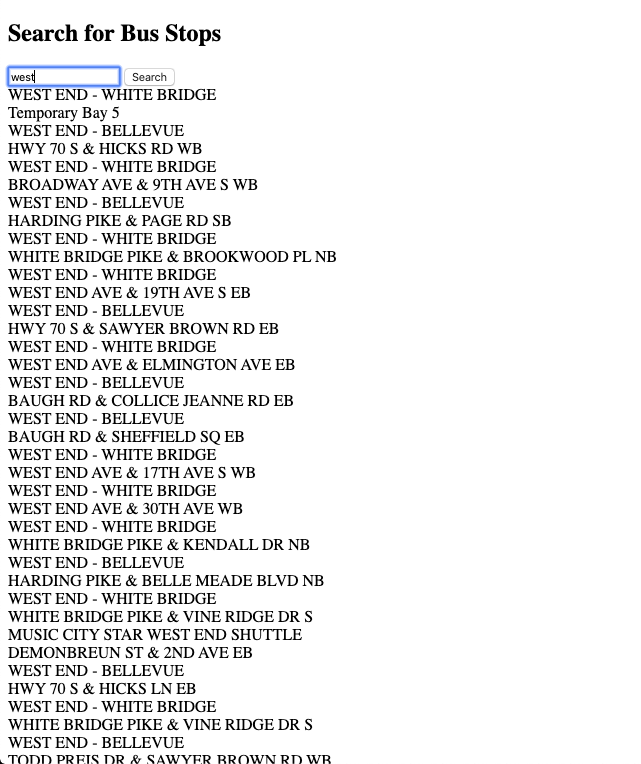 Search for Bus Stops
west Search
WEST END - WHITE BRIDGE
Temporary Bay 5
WEST END - BELLEVUE
HWY 70 S & HICKS RD WB
WEST END - WHITE BRIDGE
BROADWAY AVE & 9TH AVE S WB
WEST END - BELLEVUE
HARDING PIKE & PAGE RD SB
WEST END - WHITE BRIDGE
WHITE BRIDGE PIKE & BROOKWOOD PL NB
WEST END - WHITE BRIDGE
WEST END AVE & 19TH AVE S EB
WEST END - BELLEVUE
HWY 70 S & SAWYER BROWN RD EB
WEST END - WHITE BRIDGE
WEST END AVE & ELMINGTON AVE EB
WEST END - BELLEVUE
BAUGH RD & COLLICE JEANNE RD EB
WEST END - BELLEVUE
BAUGH RD & SHEFFIELD SQ EB
WEST END - WHITE BRIDGE
WEST END AVE & 17TH AVE S WB
WEST END - WHITE BRIDGE
WEST END AVE & 30TH AVE WB
WEST END - WHITE BRIDGE
WHITE BRIDGE PIKE & KENDALL DR NB
WEST END - BELLEVUE
HARDING PIKE & BELLE MEADE BLVD NB
WEST END - WHITE BRIDGE
WHITE BRIDGE PIKE & VINE RIDGE DR S
MUSIC CITY STAR WEST END SHUTTLE
DEMONBREUN ST & 2ND AVE EB
WEST END - BELLEVUE
HWY 70 S & HICKS LN EB
WEST END - WHITE BRIDGE
WHITE BRIDGE PIKE & VINE RIDGE DR S
WEST END - BELLEVUE
TODD PREIS DR & SAWYER BROWN RD WB